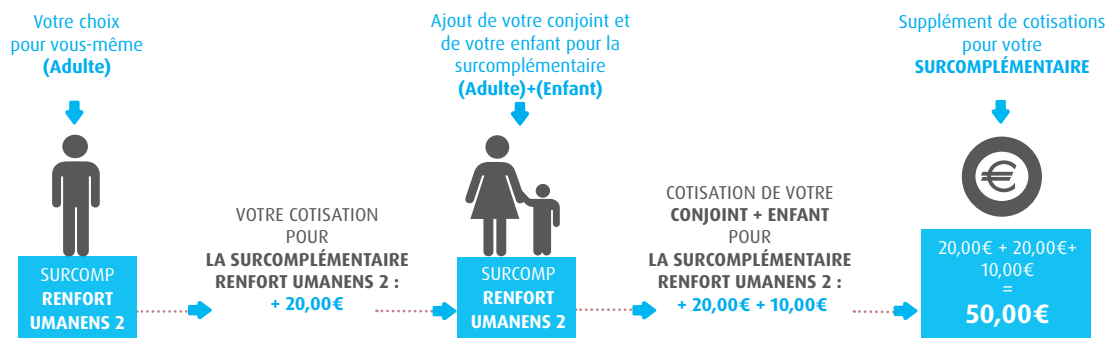 Votre choix
pour vous-même
(Adulte)
SURCOMP
RENFORT
UMANENS 2
VOTRE COTISATION
POUR
LA SURCOMPLÉMENTAIRE
RENFORT UMANENS 2 :
+ 20,00€
Ajout de votre conjoint et
de votre enfant pour la
surcomplémentaire
(Adulte)+(Enfant)
SURCOMP
RENFORT
UMANENS 2
COTISATION DE VOTRE
CONJOINT + ENFANT
POUR
LA SURCOMPLÉMENTAIRE
RENFORT UMANENS 2 :
+ 20,00€ + 10,00€
Supplément de cotisations
pour votre
SURCOMPLÉMENTAIRE
€
20,00€ + 20,00€+
10,00€
=
50,00€